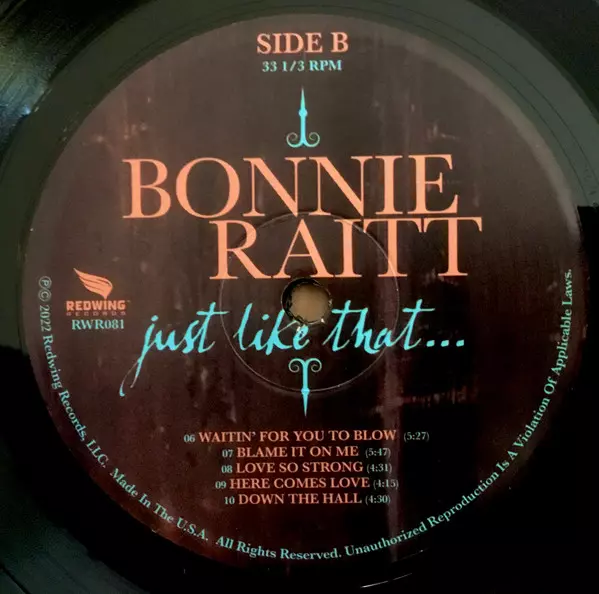 SIDE B
33 1/3 RPM
BONNIE
RAITT
REDWING
RECORDS
RWR081
just like that...
06 WAITIN' FOR YOU TO BLOW (5:27)
07 BLAME IT ON ME (5:47)
08 LOVE SO STRONG (4:31)
09 HERE COMES LOVE (4:15)
10 DOWN THE HALL (4:30)
℗© 2022 Redwing Records, LLC. Made In The U.S.A. All Rights Reserved. Unauthorized Reproduction Is A Violation Of Applicable Laws.